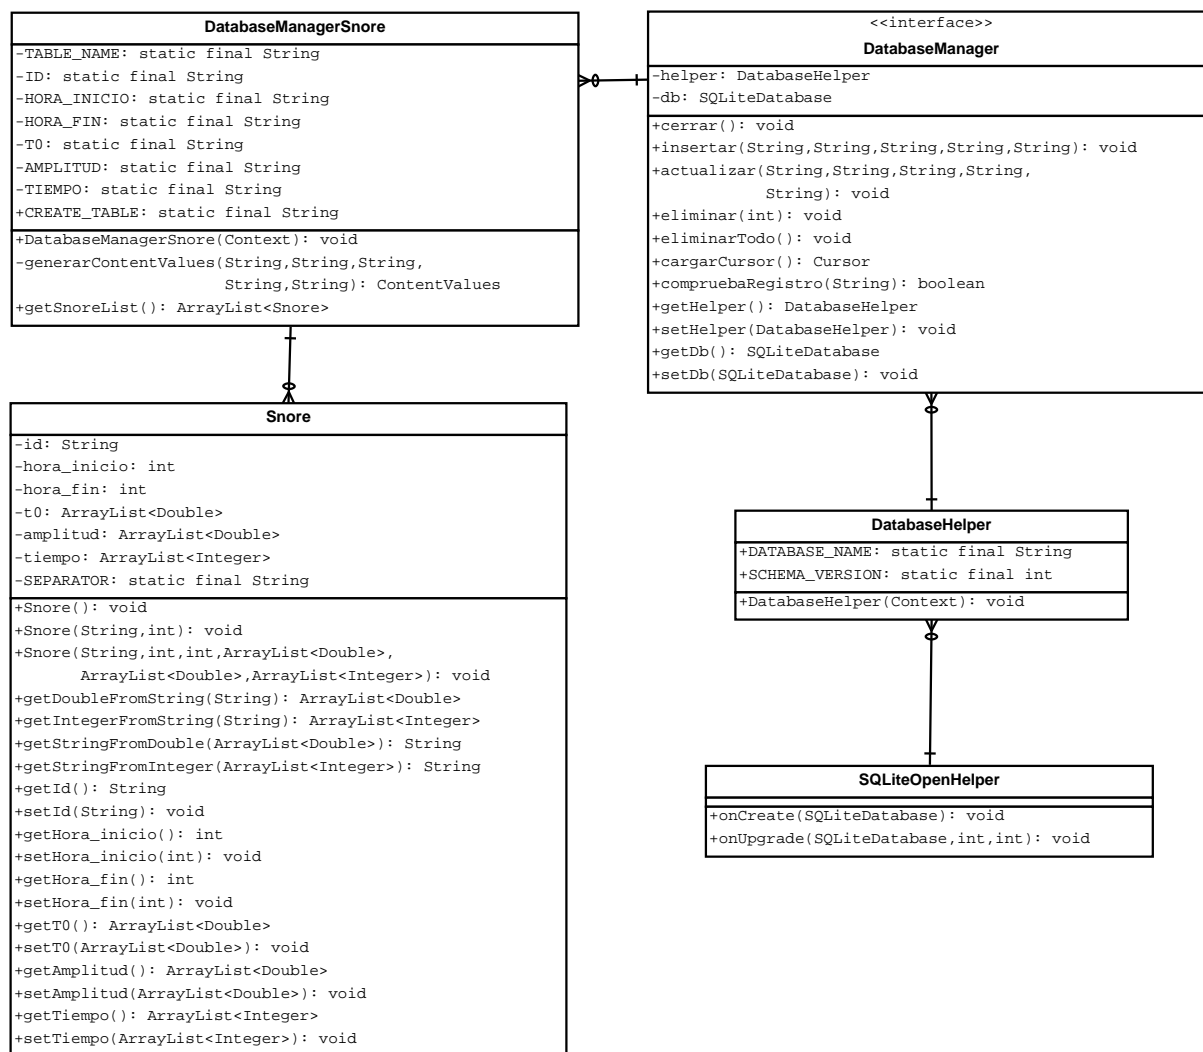 DatabaseManagerSnore
-TABLE_NAME: static final String
-ID: static final String
-HORA_INICIO: static final String
-HORA_FIN: static final String
-T0: static final String
-AMPLITUD: static final String
-TIEMPO: static final String
+CREATE_TABLE: static final String
+DatabaseManagerSnore(Context): void
-generarContentValues(String,String,String,
String,String): ContentValues
+getSnoreList(): ArrayList<Snore>
<<interface>>
DatabaseManager
-helper: DatabaseHelper
-db: SQLiteDatabase
+cerrar(): void
+insertar(String,String,String,String,String): void
+actualizar(String,String,String,String,
String): void
+eliminar(int): void
+eliminarTodo(): void
+cargarCursor(): Cursor
+compruebaRegistro(String): boolean
+getHelper(): DatabaseHelper
+setHelper(DatabaseHelper): void
+getDb(): SQLiteDatabase
+setDb(SQLiteDatabase): void
Snore
-id: String
-hora_inicio: int
-hora_fin: int
-t0: ArrayList<Double>
-amplitud: ArrayList<Double>
-tiempo: ArrayList<Integer>
-SEPARATOR: static final String
+Snore(): void
+Snore(String,int): void
+Snore(String,int,int,ArrayList<Double>,
ArrayList<Double>,ArrayList<Integer>): void
+getDoubleFromString(String): ArrayList<Double>
+getIntegerFromString(String): ArrayList<Integer>
+getStringFromDouble(ArrayList<Double>): String
+getStringFromInteger(ArrayList<Integer>): String
+getId(): String
+setId(String): void
+getHora_inicio(): int
+setHora_inicio(int): void
+getHora_fin(): int
+setHora_fin(int): void
+getT0(): ArrayList<Double>
+setT0(ArrayList<Double>): void
+getAmplitud(): ArrayList<Double>
+setAmplitud(ArrayList<Double>): void
+getTiempo(): ArrayList<Integer>
+setTiempo(ArrayList<Integer>): void
DatabaseHelper
+DATABASE_NAME: static final String
+SCHEMA_VERSION: static final int
+DatabaseHelper(Context): void
SQLiteOpenHelper
+onCreate(SQLiteDatabase): void
+onUpgrade(SQLiteDatabase,int,int): void